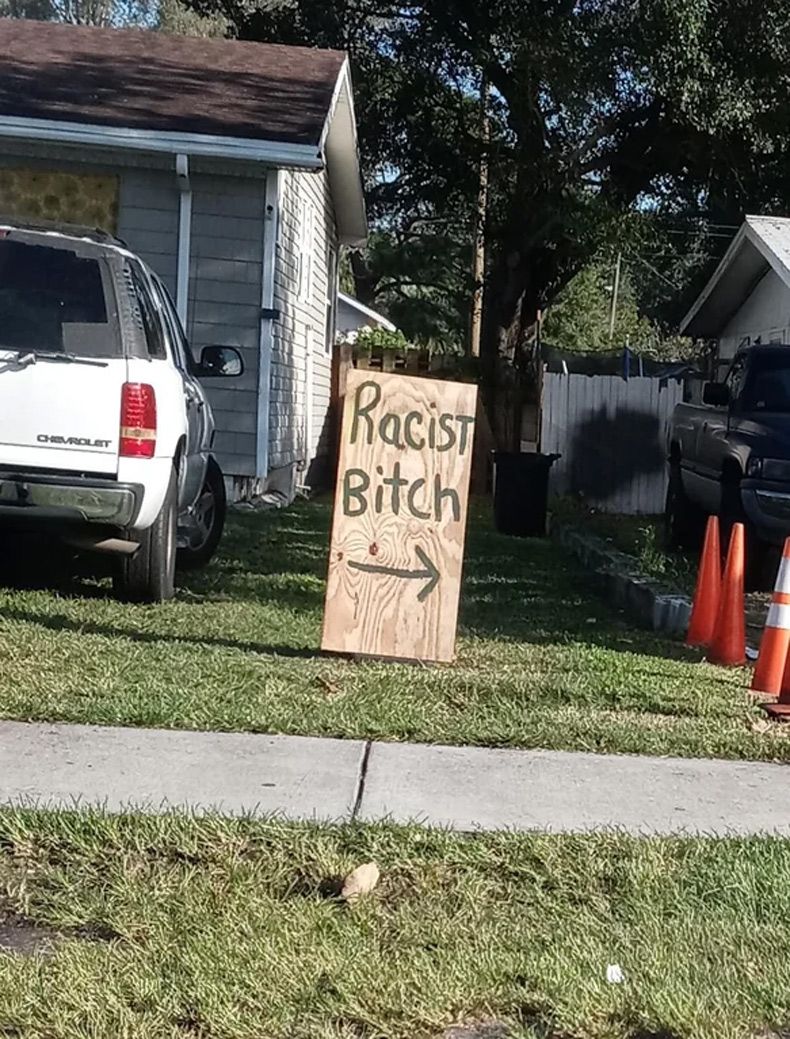 CHEVROLET
Racist
Bitch
→